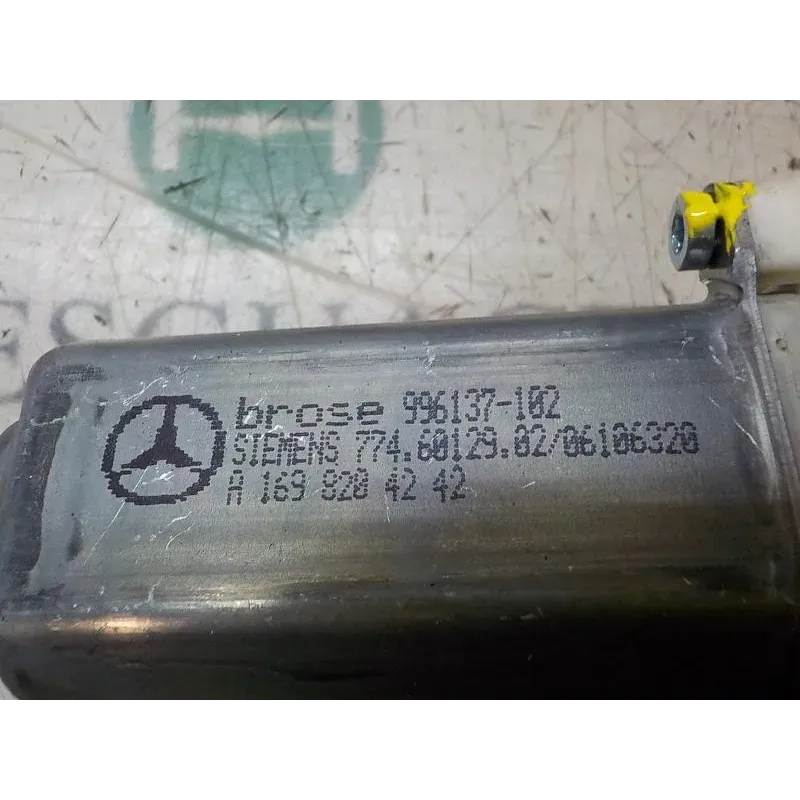 brose 996137-102
SIEMENS 774.60129.02/06106320
A 169 820 42 42